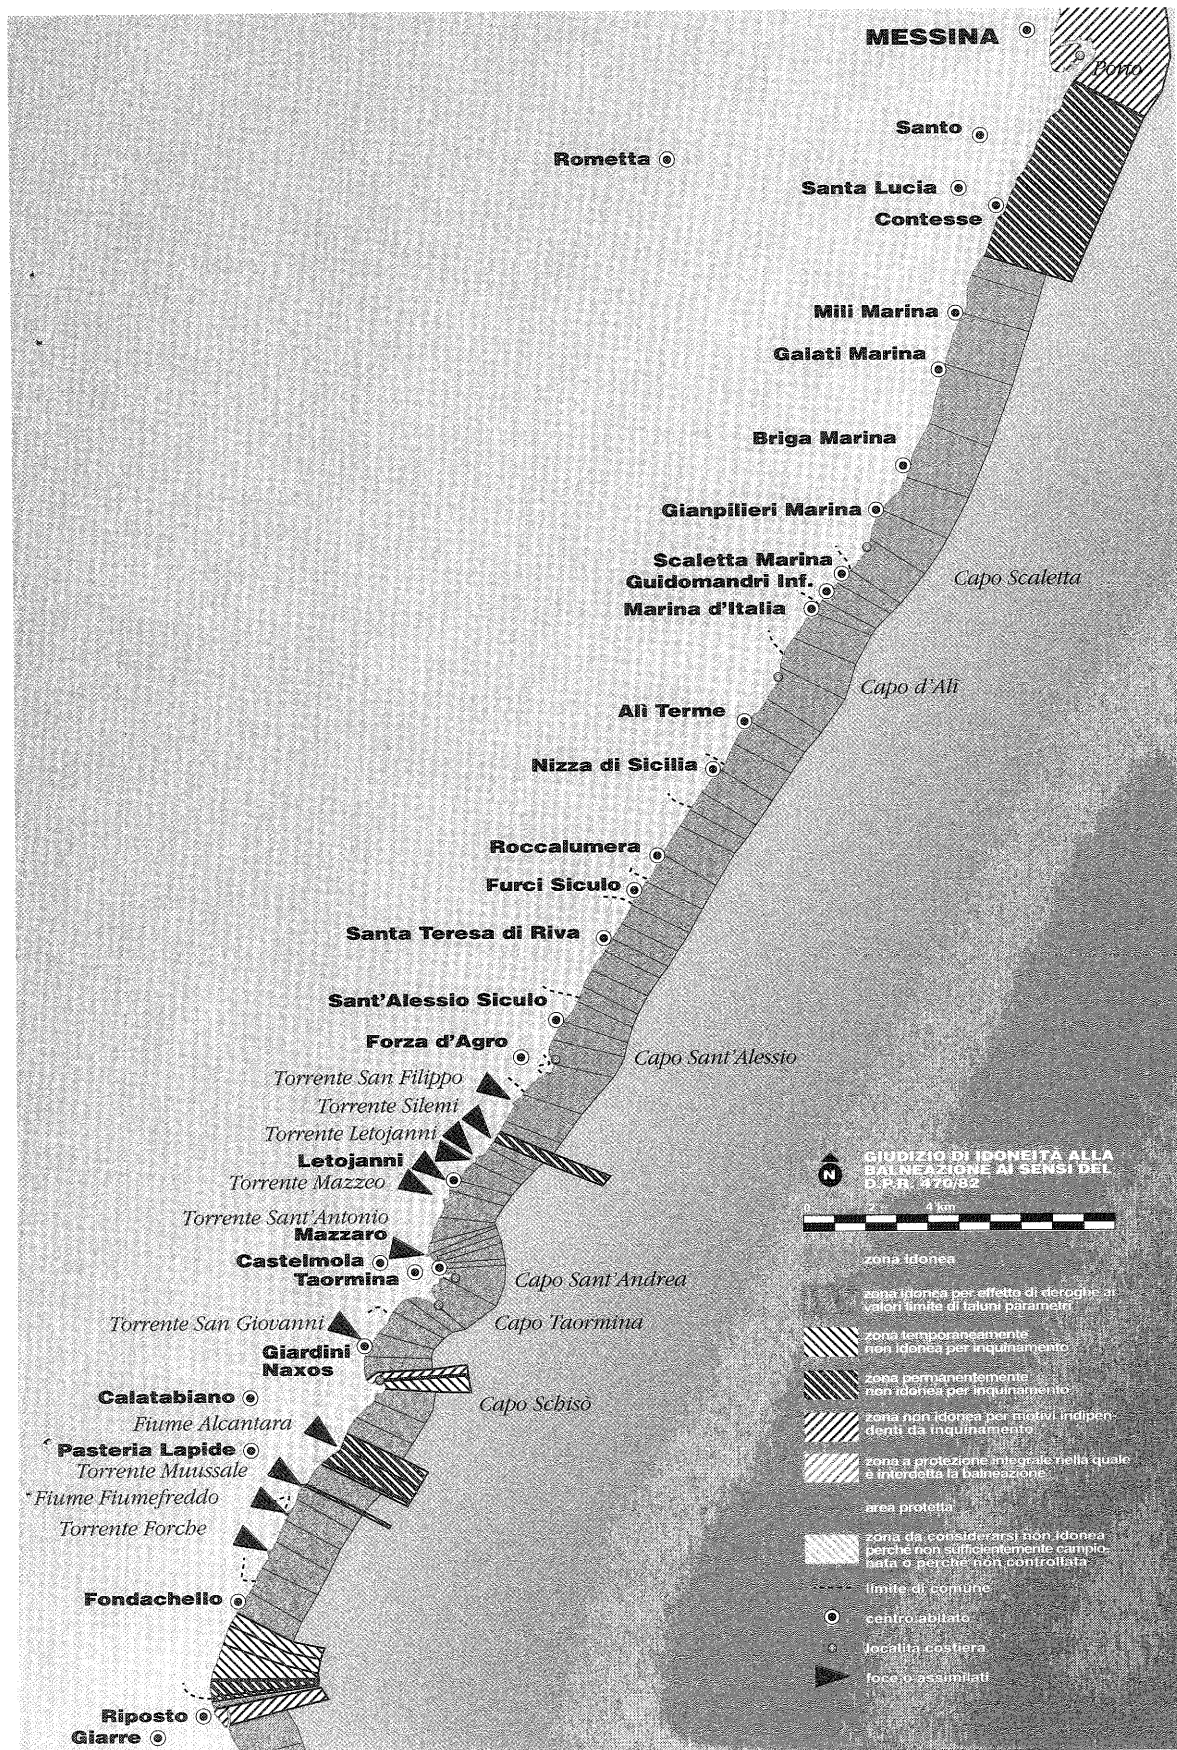 MESSINA
Porto
Santo
Rometta
Santa Lucia
Contesse
Mili Marina
Galati Marina
Briga Marina
Gianpilieri Marina
Scaletta Marina
Capo Scaletta
Guidomandri Inf.
Marina d'Italia
Capo d'Alì
Alì Terme
Nizza di Sicilia
Roccalumera
Furci Siculo
Santa Teresa di Riva
Sant'Alessio Siculo
Forza d'Agro
Capo Sant'Alessio
Torrente San Filippo
Torrente Silemi
Torrente Letojanni
Letojanni
Torrente Mazzeo
Torrente Sant'Antonio
Mazzaro
Castelmola
Taormina
Capo Sant'Andrea
Torrente San Giovanni
Capo Taormina
Giardini
Naxos
Calatabiano
Capo Schisò
Fiume Alcantara
Pasteria Lapide
Torrente Muussale
Fiume Fiumefreddo
Torrente Forche
Fondachello
Riposto
Giarre
N
GIUDIZIO DI IDONEITÀ ALLA
BALNEAZIONE AI SENSI DEL
D.P.R. 470/82
0 2 4 km
zona idonea
zona idonea per effetto di deroghe ai
valori limite di taluni parametri
zona temporaneamente
non idonea per inquinamento
zona permanentemente
non idonea per inquinamento
zona non idonea per motivi indipen-
denti da inquinamento
zona a protezione integrale nella quale
è interdetta la balneazione
area protetta
zona da considerarsi non idonea
perché non sufficientemente campio-
nata o perché non controllata
limite di comune
centro abitato
località costiera
foce o assimilati